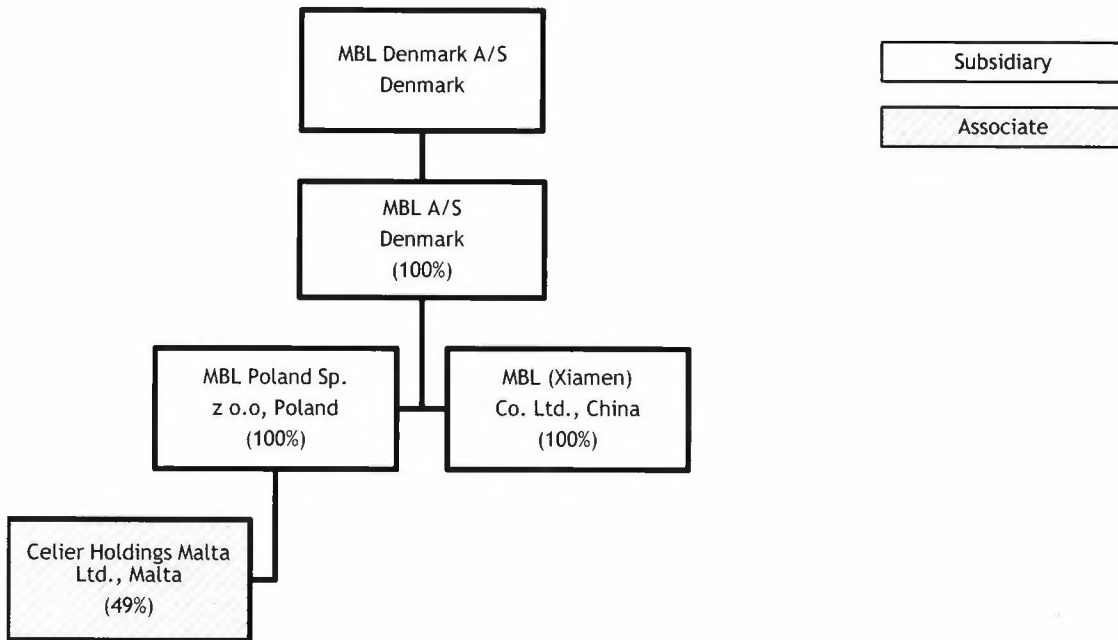 MBL Denmark A/S
Denmark
Subsidiary
Associate
MBL A/S
Denmark
(100%)
MBL Poland Sp.
z o.o, Poland
(100%)
MBL (Xiamen)
Co. Ltd., China
(100%)
Celier Holdings Malta
Ltd., Malta
(49%)